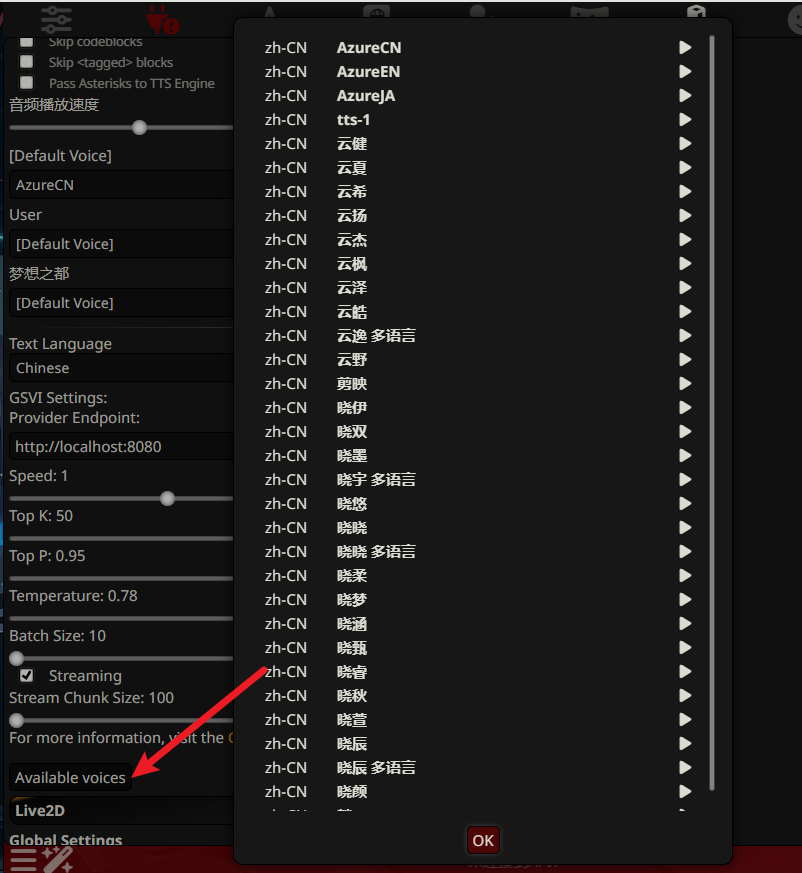 Skip codeblocks
Skip <tagged> blocks
Pass Asterisks to TTS Engine
音频播放速度
[Default Voice]
AzureCN
User
[Default Voice]
梦想之都
[Default Voice]
Text Language
Chinese
GSVI Settings:
Provider Endpoint:
http://localhost:8080
Speed: 1
Top K: 50
Top P: 0.95
Temperature: 0.78
Batch Size: 10
Streaming
Stream Chunk Size: 100
For more information, visit the
Available voices
Live2D
Global Settings
zh-CN AzureCN
zh-CN AzureEN
zh-CN AzureJA
zh-CN tts-1
zh-CN 云健
zh-CN 云夏
zh-CN 云希
zh-CN 云扬
zh-CN 云杰
zh-CN 云枫
zh-CN 云泽
zh-CN 云皓
zh-CN 云逸 多语言
zh-CN 云野
zh-CN 剪映
zh-CN 晓伊
zh-CN 晓双
zh-CN 晓墨
zh-CN 晓宇 多语言
zh-CN 晓悠
zh-CN 晓晓
zh-CN 晓晓 多语言
zh-CN 晓柔
zh-CN 晓梦
zh-CN 晓涵
zh-CN 晓甄
zh-CN 晓睿
zh-CN 晓秋
zh-CN 晓萱
zh-CN 晓辰
zh-CN 晓辰 多语言
zh-CN 晓颜
OK